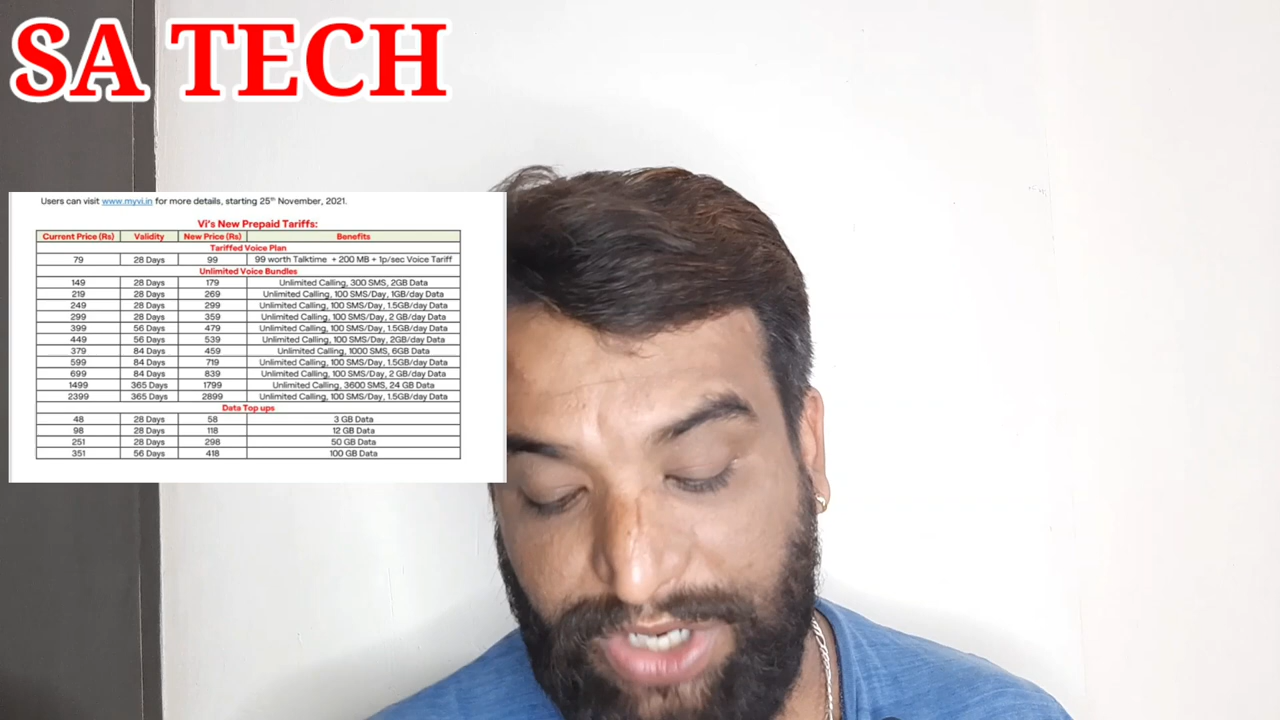 SA TECH
Users can visit www.myvi.in for more details, starting 25th November, 2021.
Vi's New Prepaid Tariffs:
Current Price (Rs) Validity New Price (Rs) Benefits
Tariffed Voice Plan
79 28 Days 99 99 worth Talktime + 200 MB + 1p/sec Voice Tariff
Unlimited Voice Bundles
149 28 Days 179 Unlimited Calling, 300 SMS, 2GB Data
219 28 Days 269 Unlimited Calling, 100 SMS/Day, 1GB/day Data
249 28 Days 299 Unlimited Calling, 100 SMS/Day, 1.5GB/day Data
299 28 Days 359 Unlimited Calling, 100 SMS/Day, 2 GB/day Data
399 56 Days 479 Unlimited Calling, 100 SMS/Day, 1.5GB/day Data
449 56 Days 539 Unlimited Calling, 100 SMS/Day, 2GB/day Data
379 84 Days 459 Unlimited Calling, 1000 SMS, 6GB Data
599 84 Days 719 Unlimited Calling, 100 SMS/Day, 1.5GB/day Data
699 84 Days 839 Unlimited Calling, 100 SMS/Day, 2 GB/day Data
1499 365 Days 1799 Unlimited Calling, 3600 SMS, 24 GB Data
2399 365 Days 2899 Unlimited Calling, 100 SMS/Day, 1.5GB/day Data
Data Top ups
48 28 Days 58 3 GB Data
98 28 Days 118 12 GB Data
251 28 Days 298 50 GB Data
351 56 Days 418 100 GB Data